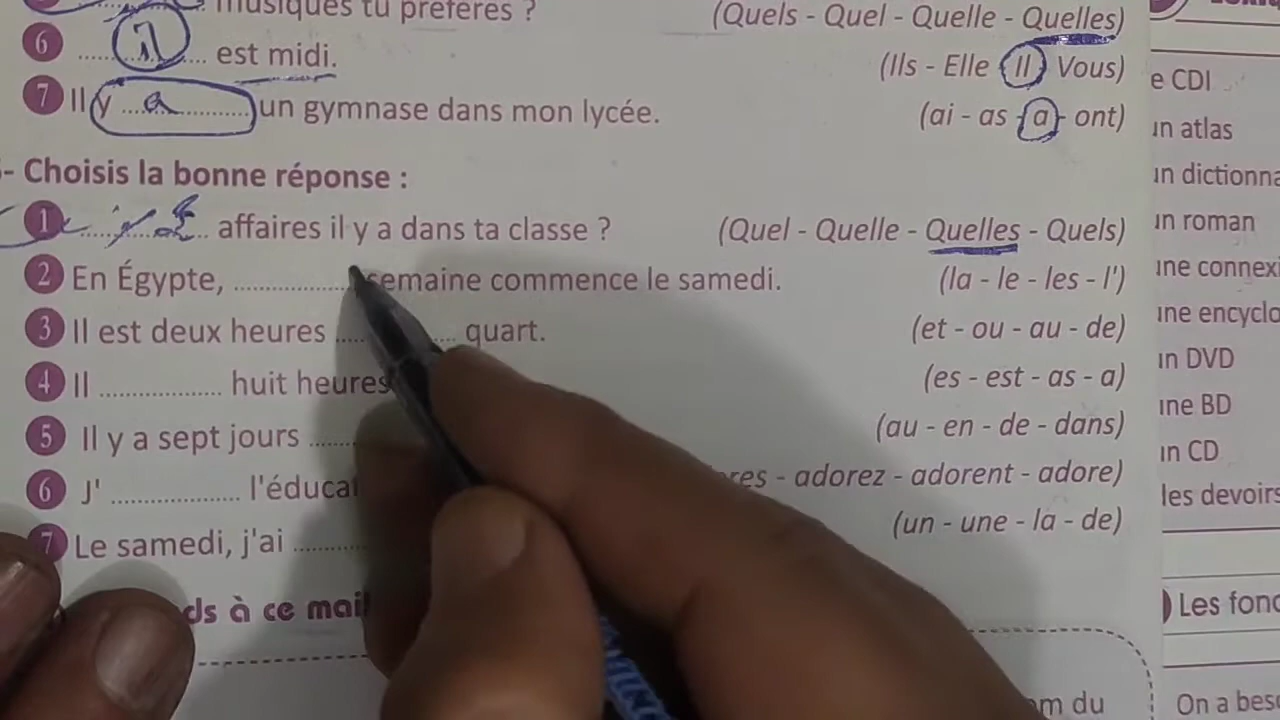 musiques tu préfères ? (Quels - Quel - Quelle - Quelles)
6 ..... il ..... est midi. (Ils - Elle - Il - Vous)
7 Il y ..... a ..... un gymnase dans mon lycée. (ai - as - a - ont)
- Choisis la bonne réponse :
1 ............ affaires il y a dans ta classe ? (Quel - Quelle - Quelles - Quels)
2 En Égypte, ............ semaine commence le samedi. (la - le - les - l')
3 Il est deux heures ............ quart. (et - ou - au - de)
4 Il ............ huit heures (es - est - as - a)
5 Il y a sept jours ...... (au - en - de - dans)
6 J' ............ l'éducat res - adorez - adorent - adore)
7 Le samedi, j'ai ......... (un - une - la - de)
ds à ce mail
m du
e CDI
un atlas
un dictionna
un roman
une connexi
une encyclo
un DVD
une BD
un CD
les devoirs
Les fonc
On a bes